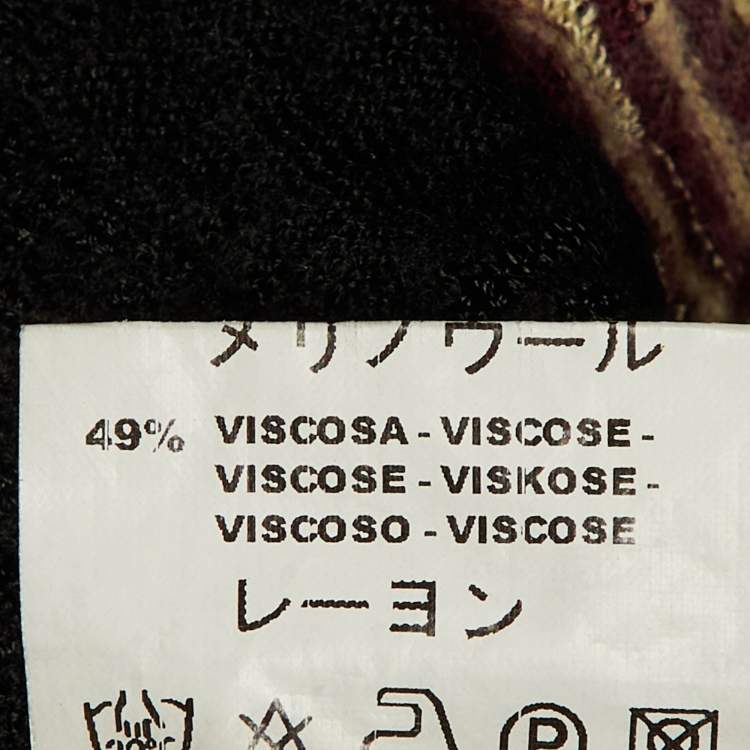 メリノウール
49% VISCOSA - VISCOSE -
VISCOSE - VISKOSE -
VISCOSO - VISCOSE
レーヨン
P